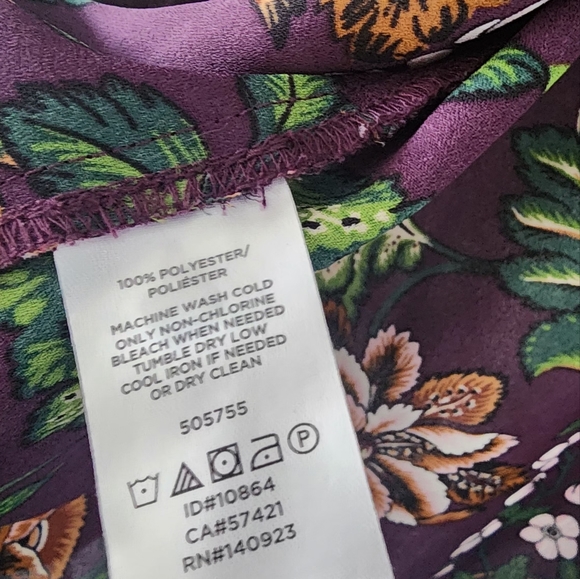 100% POLYESTER/
POLIÉSTER
MACHINE WASH COLD
ONLY NON-CHLORINE
BLEACH WHEN NEEDED
TUMBLE DRY LOW
COOL IRON IF NEEDED
OR DRY CLEAN
505755
P
ID#10864
CA#57421
RN#140923